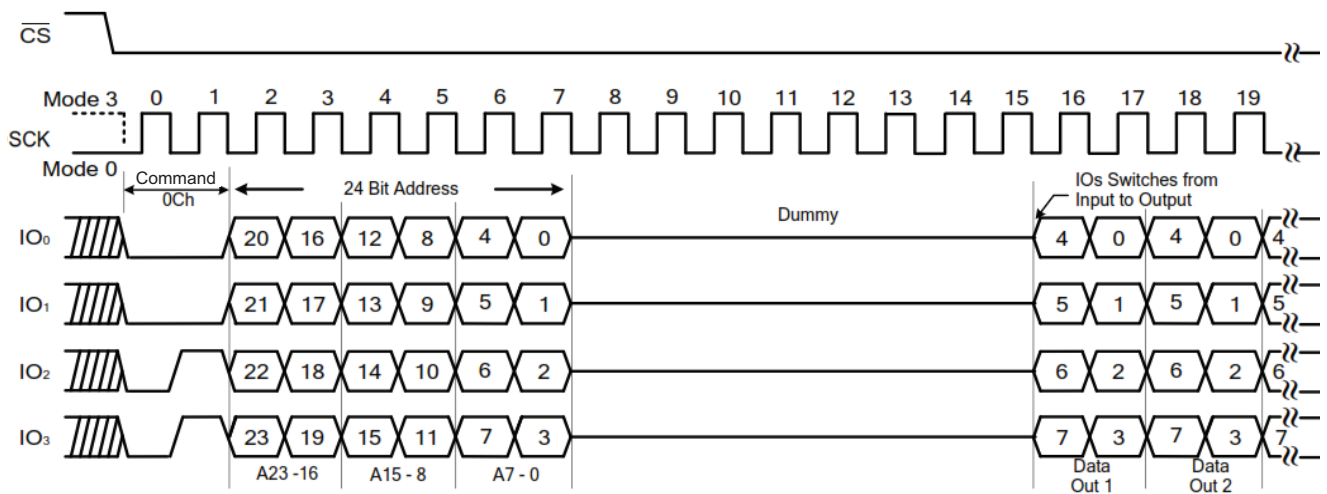 CS
Mode 3 0 1 2 3 4 5 6 7 8 9 10 11 12 13 14 15 16 17 18 19
SCK
Mode 0
Command
0Ch
24 Bit Address
Dummy
IOs Switches from
Input to Output
IO0 20 16 12 8 4 0 4 0 4 0 4
IO1 21 17 13 9 5 1 5 1 5 1 5
IO2 22 18 14 10 6 2 6 2 6 2 6
IO3 23 19 15 11 7 3 7 3 7 3 7
A23 -16 A15 - 8 A7 - 0
Data
Out 1
Data
Out 2